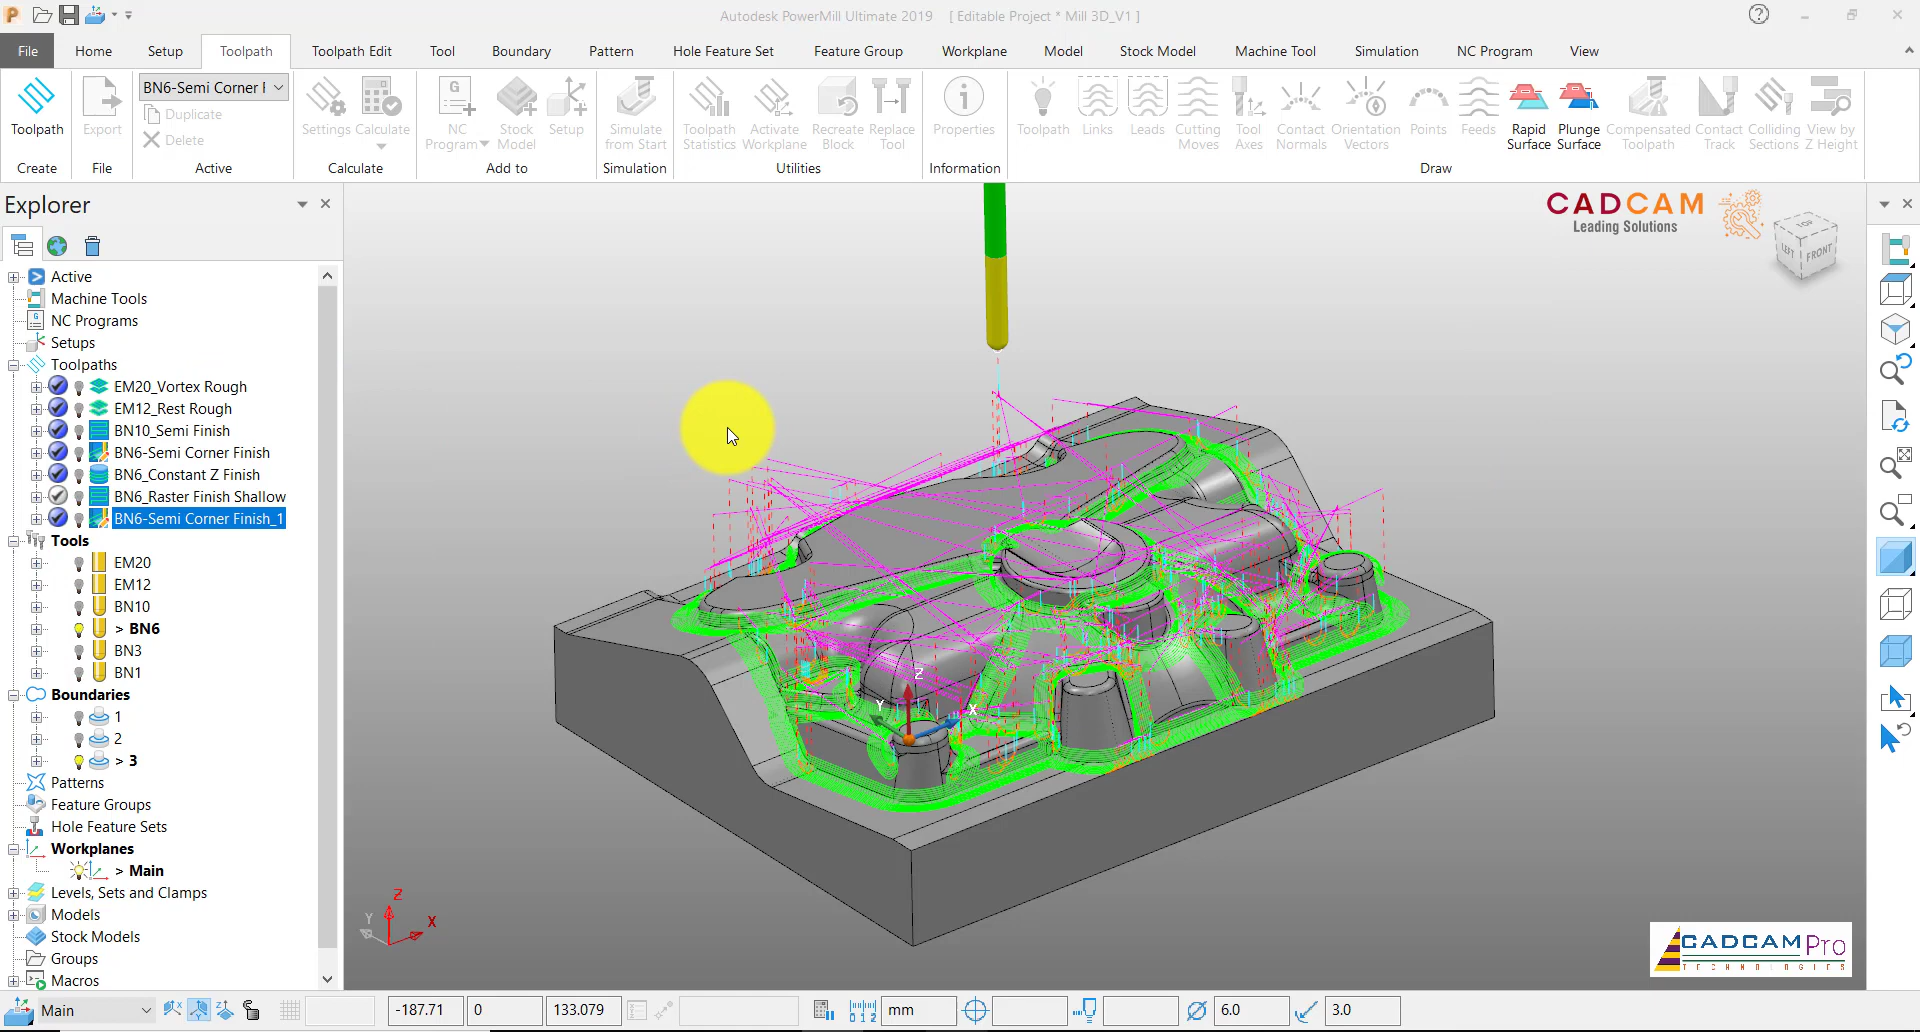 Autodesk PowerMill Ultimate 2019 [ Editable Project * Mill 3D_V1 ]
File Home Setup Toolpath Toolpath Edit Tool Boundary Pattern Hole Feature Set Feature Group Workplane Model Stock Model Machine Tool Simulation NC Program View
Toolpath
Create
Export
File
BN6-Semi Corner F
Duplicate
Delete
Active
Settings Calculate
Calculate
NC Program Stock Model Setup
Add to
Simulate from Start
Simulation
Toolpath Statistics Activate Workplane Recreate Block Replace Tool
Utilities
Properties
Information
Toolpath Links Leads Cutting Moves Tool Axes Contact Normals Orientation Vectors Points Feeds Rapid Surface Plunge Surface Compensated Toolpath Contact Track Colliding Sections View by Z Height
Draw
Explorer
Active
Machine Tools
NC Programs
Setups
Toolpaths
EM20_Vortex Rough
EM12_Rest Rough
BN10_Semi Finish
BN6-Semi Corner Finish
BN6_Constant Z Finish
BN6_Raster Finish Shallow
BN6-Semi Corner Finish_1
Tools
EM20
EM12
BN10
> BN6
BN3
BN1
Boundaries
1
2
> 3
Patterns
Feature Groups
Hole Feature Sets
Workplanes
> Main
Levels, Sets and Clamps
Models
Stock Models
Groups
Macros
CADCAM
Leading Solutions
TOP
LEFT FRONT
Z
Y X
Z
Y X
CADCAM Pro
TECHNOLOGIES
Main -187.71 0 133.079 mm 6.0 3.0